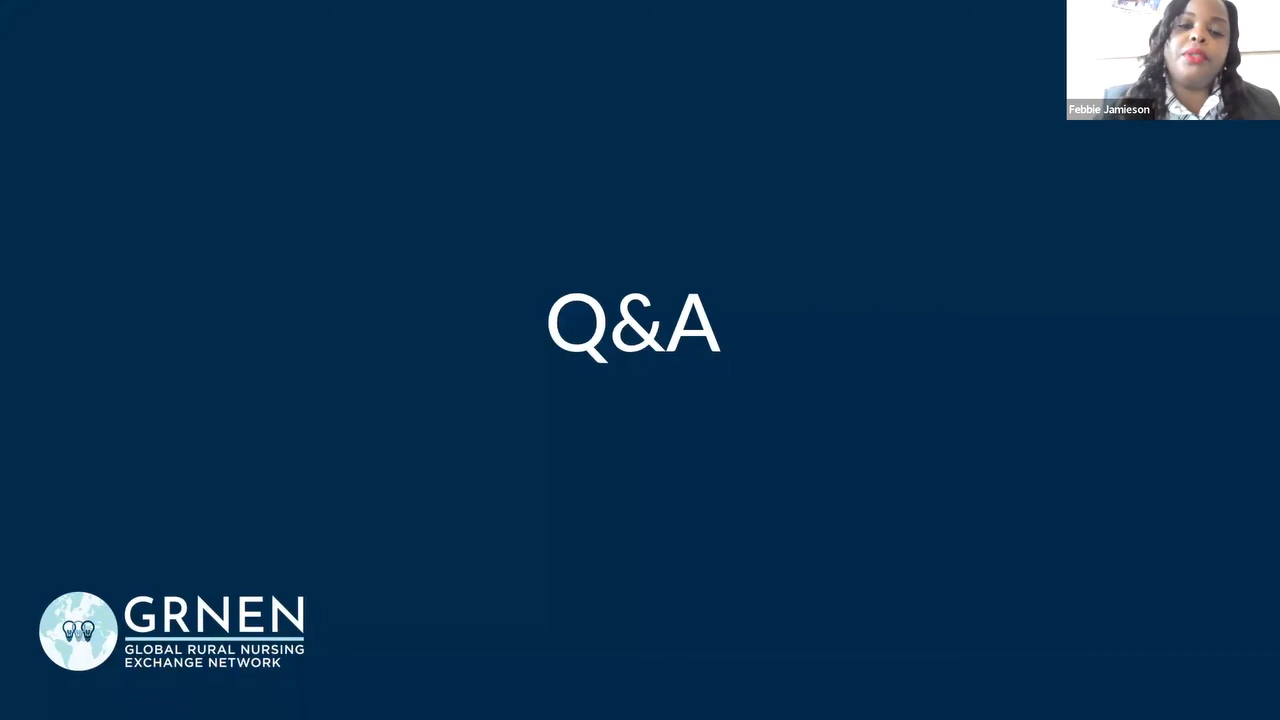 Febbie Jamieson
Q&A
GRNEN
GLOBAL RURAL NURSING
EXCHANGE NETWORK